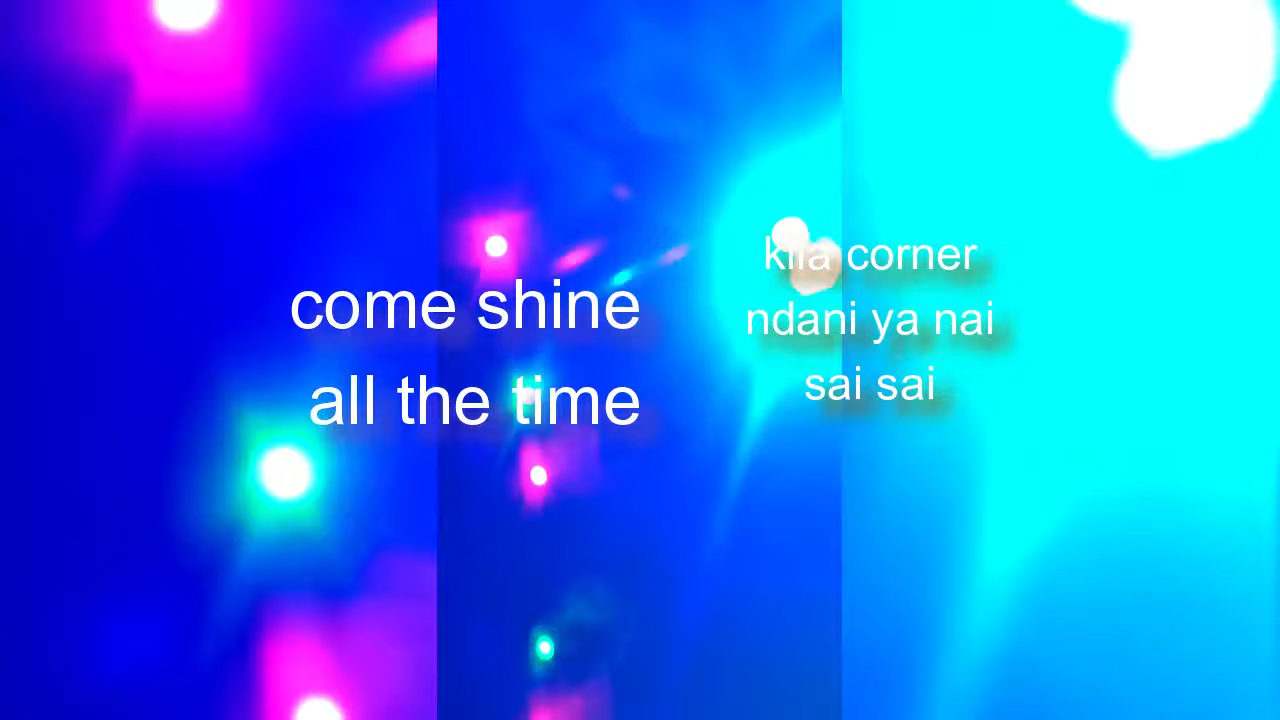 come shine
all the time
kila corner
ndani ya nai
sai sai